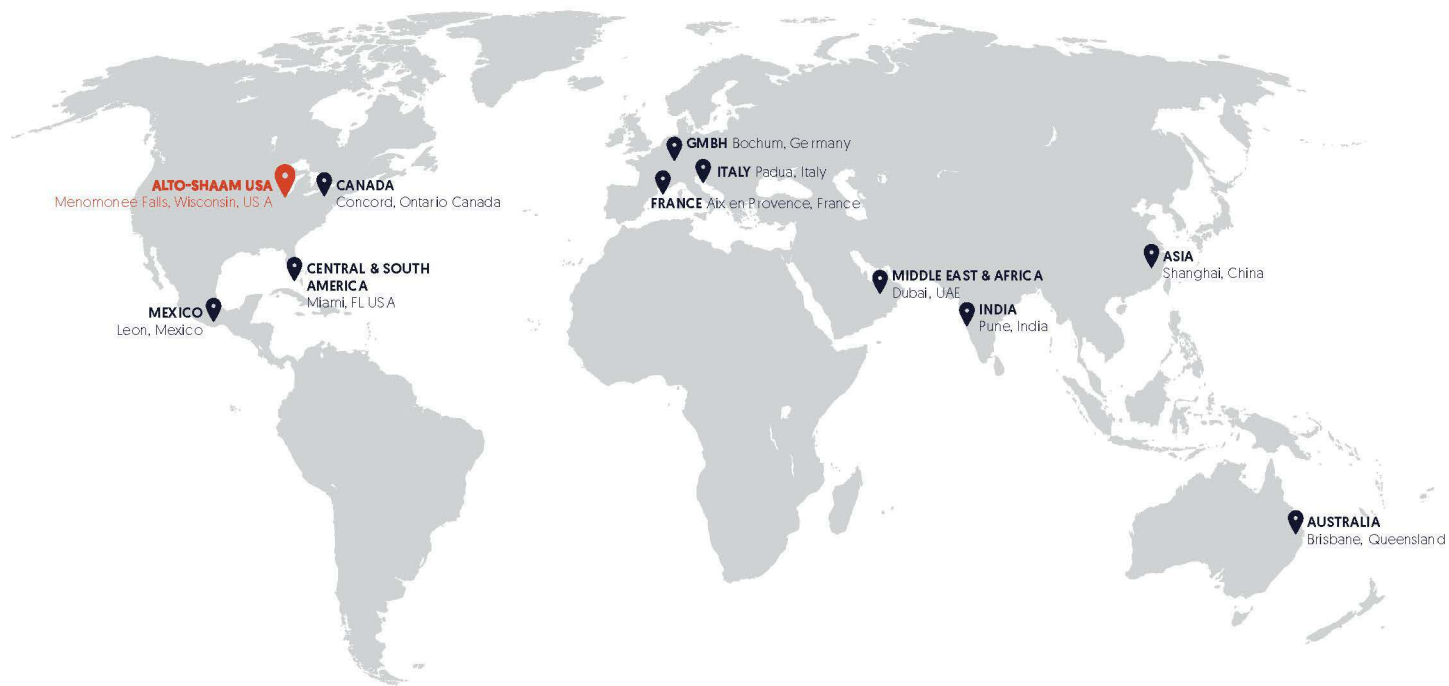 GMBH Bochum, Germany
ITALY Padua, Italy
FRANCE Aix en Provence, France
ALTO-SHAAM USA
Menomonee Falls, Wisconsin, US A
CANADA
Concord, Ontario Canada
CENTRAL & SOUTH
AMERICA
Miami, FL USA
MEXICO
Leon, Mexico
MIDDLE EAST & AFRICA
Dubai, UAE
INDIA
Pune, India
ASIA
Shanghai, China
AUSTRALIA
Brisbane, Queensland